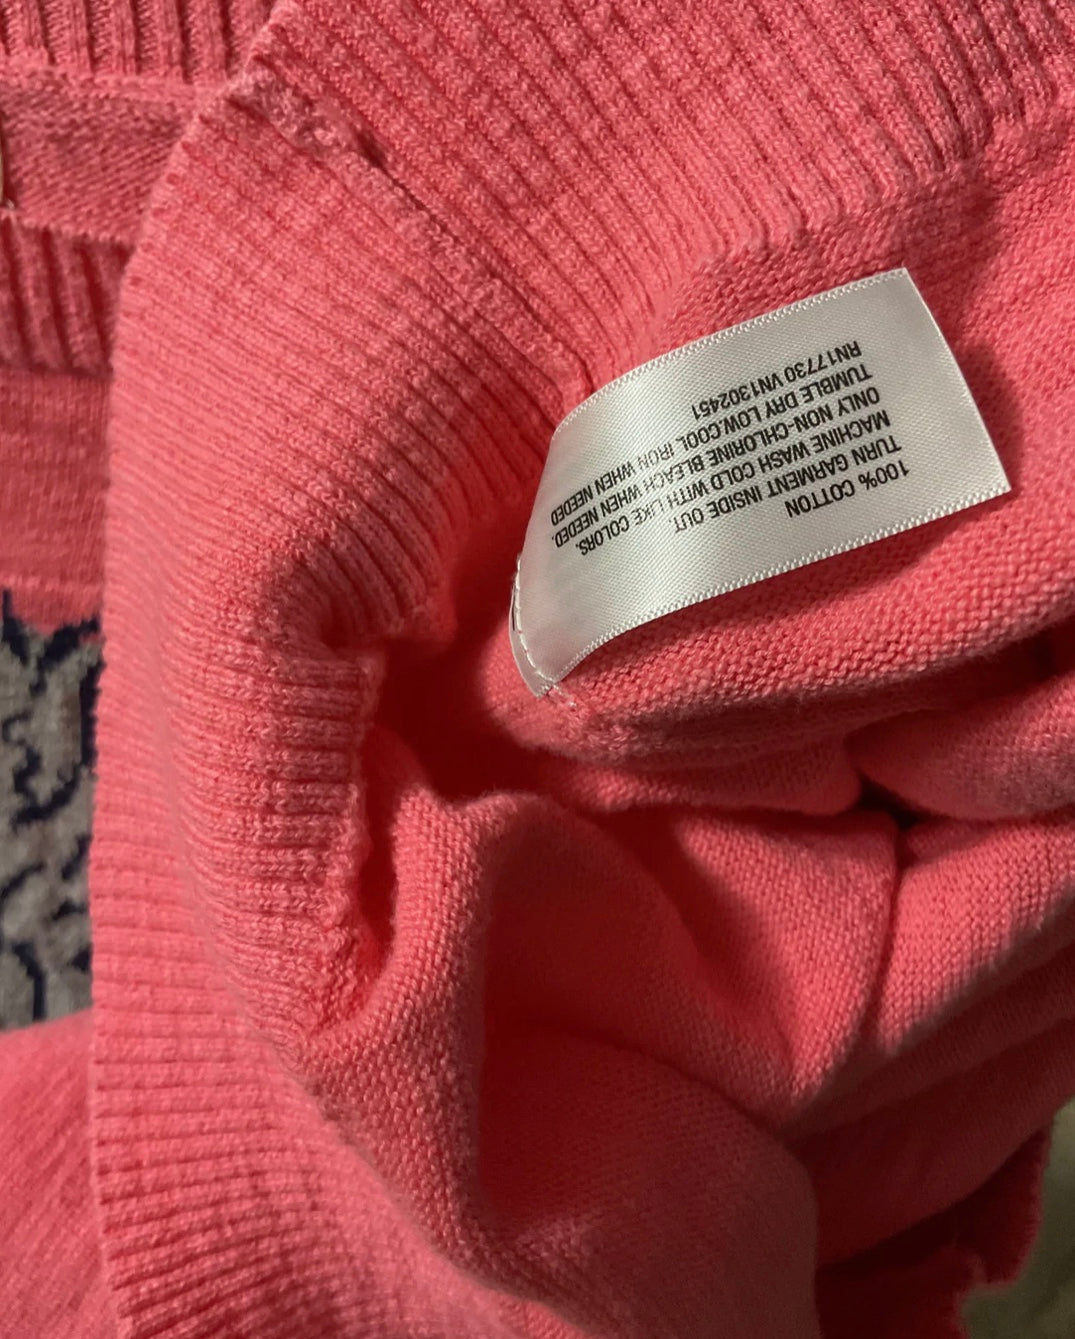 100% COTTON
TURN GARMENT INSIDE OUT.
MACHINE WASH COLD WITH LIKE COLORS.
ONLY NON-CHLORINE BLEACH WHEN NEEDED.
TUMBLE DRY LOW.COOL IRON WHEN NEEDED
RN17730 VN1302451